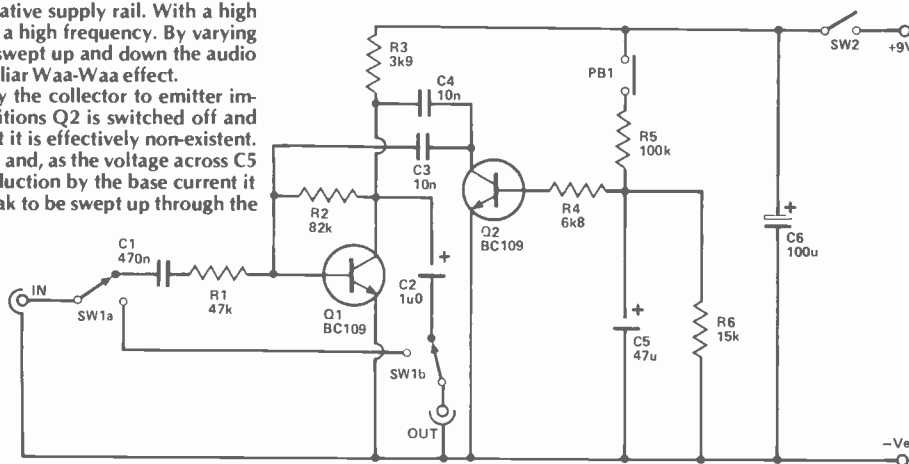 ative supply rail. With a high
a high frequency. By varying
swept up and down the audio
liar Waa-Waa effect.
y the collector to emitter im-
itions Q2 is switched off and
t it is effectively non-existent.
and, as the voltage across C5
luction by the base current it
ak to be swept up through the
R3
3k9
C4
10n
C3
10n
PB1
SW2
+9V
R5
100k
R2
82k
Q2
BC109
R4
6k8
C6
100u
+
C1
470n
IN
SW1a
R1
47k
Q1
BC109
+
C2
1u0
+
C5
47u
R6
15k
SW1b
OUT
-Ve